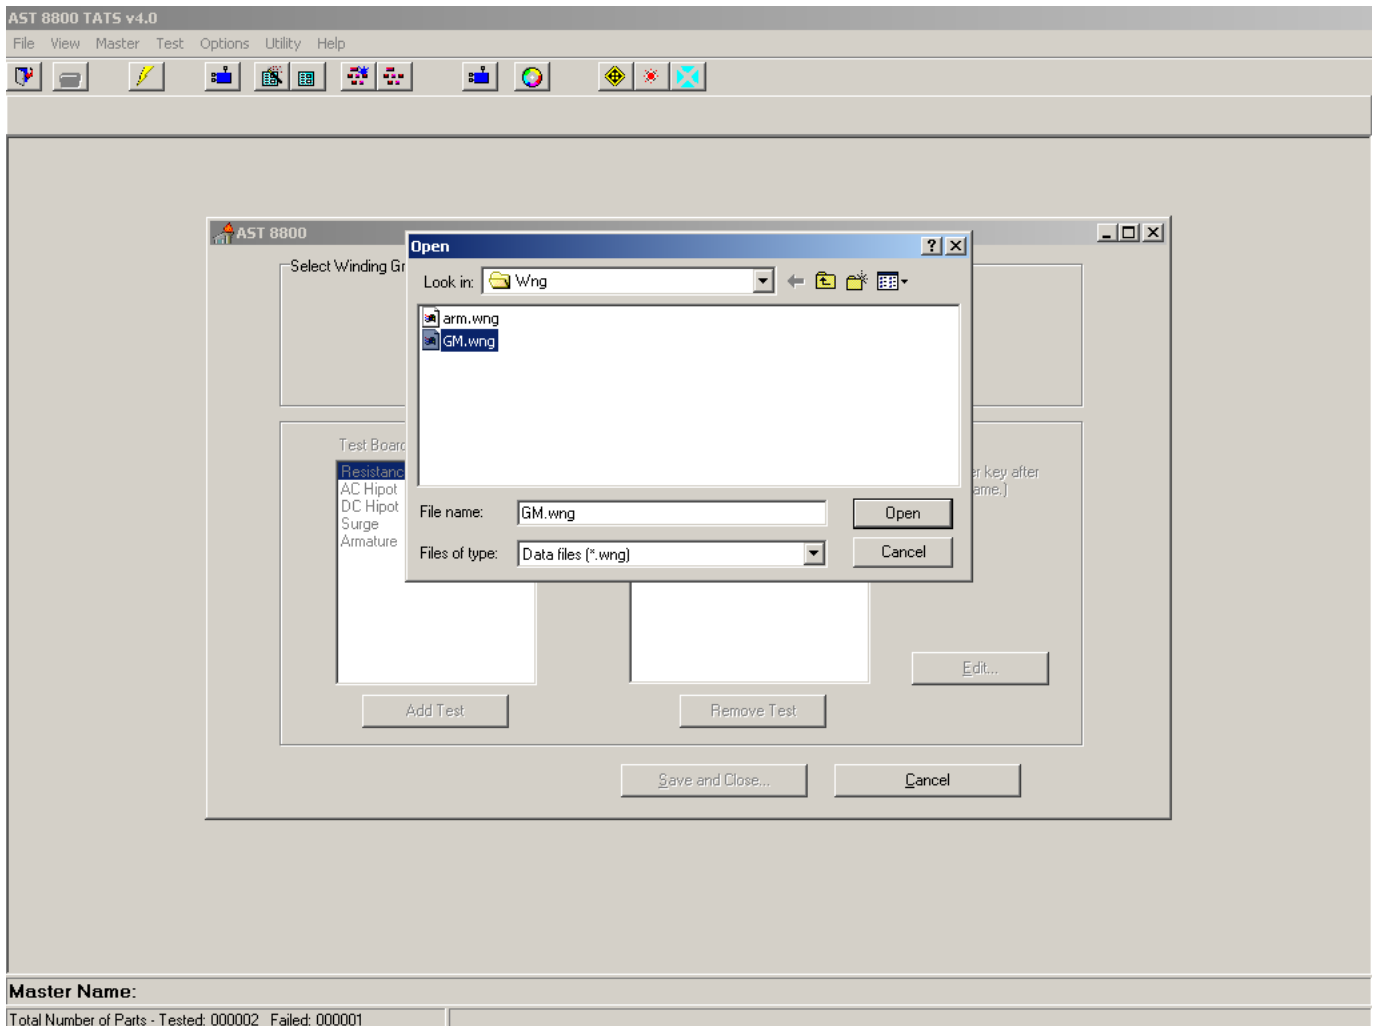 AST 8800 TATS v4.0
File View Master Test Options Utility Help
AST 8800
Open
Select Winding Gr
Look in: Wng
arm.wng
GM.wng
Test Board
Resistanc
AC Hipot
DC Hipot
Surge
Armature
er key after
ame.)
File name: GM.wng Open
Files of type: Data files (*.wng) Cancel
Edit...
Add Test Remove Test
Save and Close... Cancel
Master Name:
Total Number of Parts - Tested: 000002 Failed: 000001